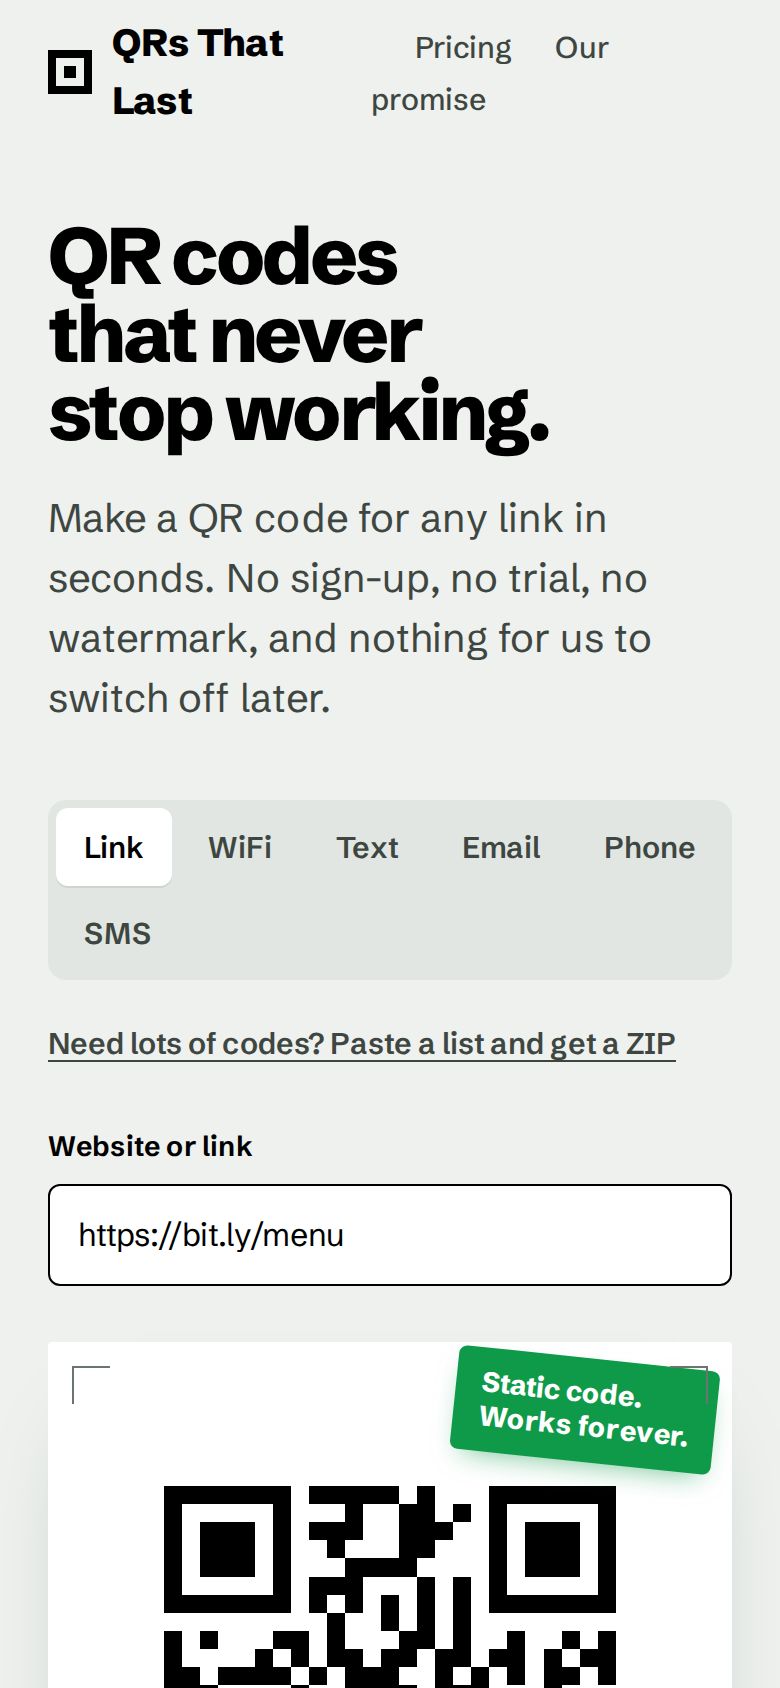 QRs That
Last
Pricing Our
promise
QR codes
that never
stop working.
Make a QR code for any link in
seconds. No sign-up, no trial, no
watermark, and nothing for us to
switch off later.
Link WiFi Text Email Phone
SMS
Need lots of codes? Paste a list and get a ZIP
Website or link
https://bit.ly/menu
Static code.
Works forever.